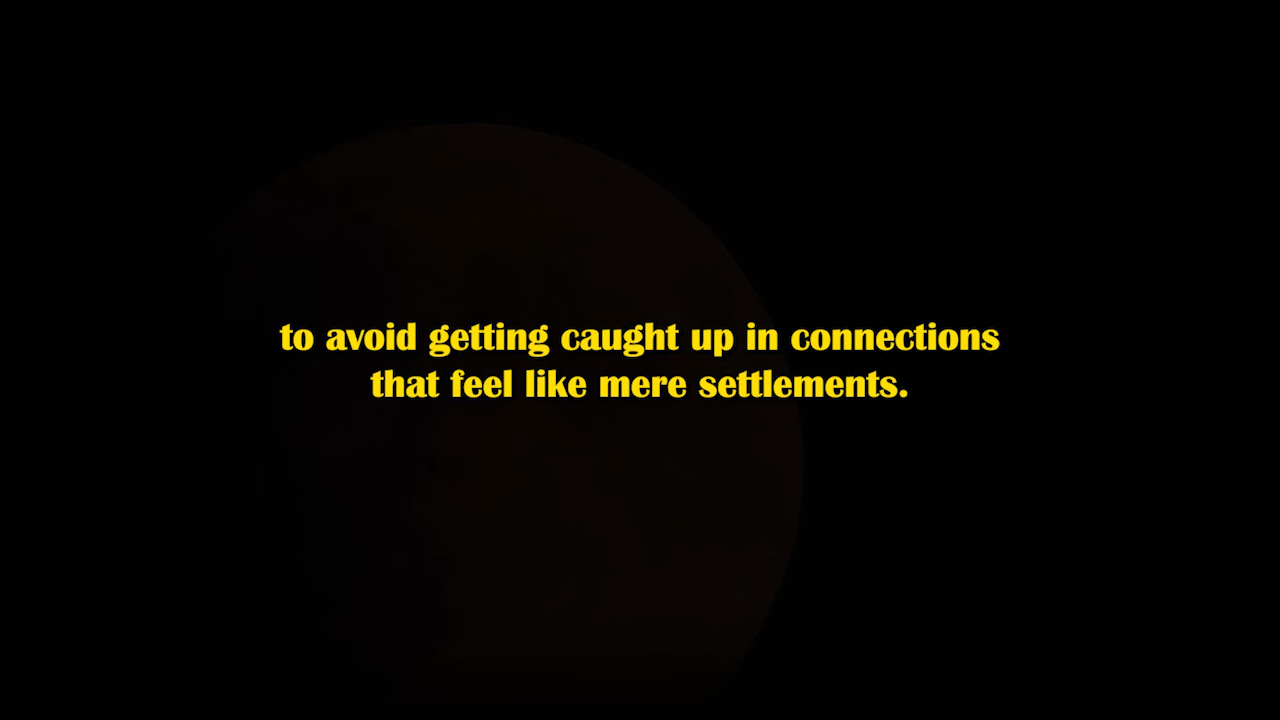 to avoid getting caught up in connections
that feel like mere settlements.